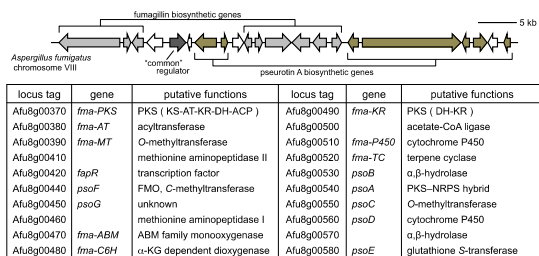 fumagillin biosynthetic genes
5 kb
Aspergillus fumigatus
chromosome VIII
"common"
regulator
pseurotin A biosynthetic genes
locus tag gene putative functions locus tag gene putative functions
Afu8g00370 fma-PKS PKS ( KS-AT-KR-DH-ACP ) Afu8g00490 fma-KR PKS ( DH-KR )
Afu8g00380 fma-AT acyltransferase Afu8g00500 acetate-CoA ligase
Afu8g00390 fma-MT O-methyltransferase Afu8g00510 fma-P450 cytochrome P450
Afu8g00410 methionine aminopeptidase II Afu8g00520 fma-TC terpene cyclase
Afu8g00420 fapR transcription factor Afu8g00530 psoB α,β-hydrolase
Afu8g00440 psoF FMO, C-methyltransferase Afu8g00540 psoA PKS–NRPS hybrid
Afu8g00450 psoG unknown Afu8g00550 psoC O-methyltransferase
Afu8g00460 methionine aminopeptidase I Afu8g00560 psoD cytochrome P450
Afu8g00470 fma-ABM ABM family monooxygenase Afu8g00570 α,β-hydrolase
Afu8g00480 fma-C6H α-KG dependent dioxygenase Afu8g00580 psoE glutathione S-transferase